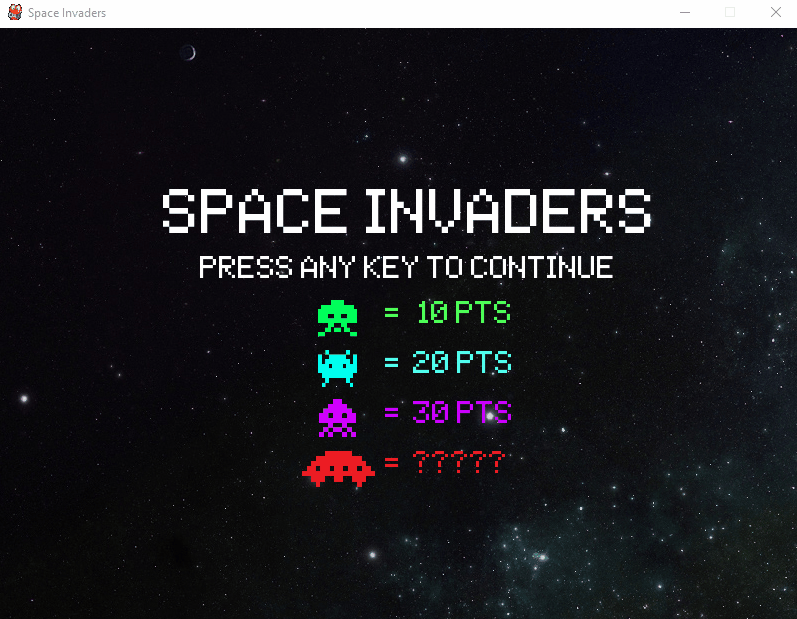 Space Invaders
SPACE INVADERS
PRESS ANY KEY TO CONTINUE
= 10 PTS
= 20 PTS
= 30 PTS
= ?????